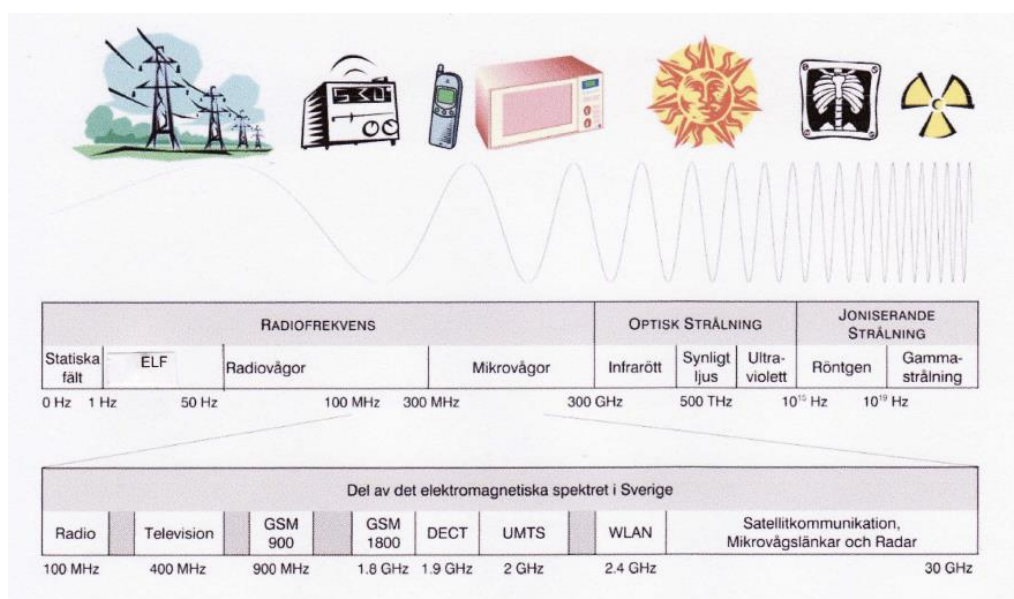 530
RADIOFREKVENS
OPTISK STRÅLNING
JONISERANDE
STRÅLNING
Statiska
fält
ELF
Radiovågor
Mikrovågor
Infrarött
Synligt
ljus
Ultra-
violett
Röntgen
Gamma-
strålning
0 Hz 1 Hz 50 Hz 100 MHz 300 MHz 300 GHz 500 THz 10¹⁵ Hz 10¹⁹ Hz
Del av det elektromagnetiska spektret i Sverige
Radio
Television
GSM
900
GSM
1800
DECT
UMTS
WLAN
Satellitkommunikation,
Mikrovågslänkar och Radar
100 MHz 400 MHz 900 MHz 1.8 GHz 1.9 GHz 2 GHz 2.4 GHz 30 GHz